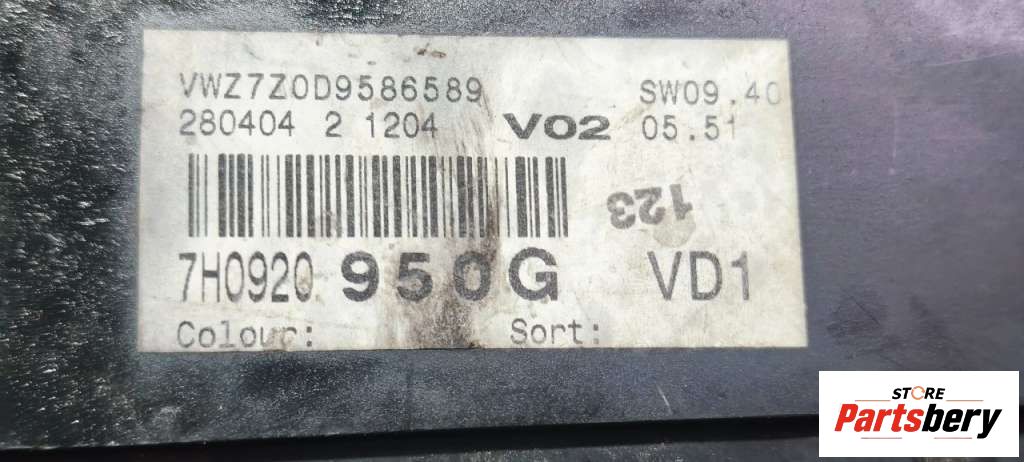 VWZ7Z0D9586589 SW09.40
280404 2 1204 V02 05.51
123
7H0920 950G VD1
Colour: Sort:
STORE
Partsbery